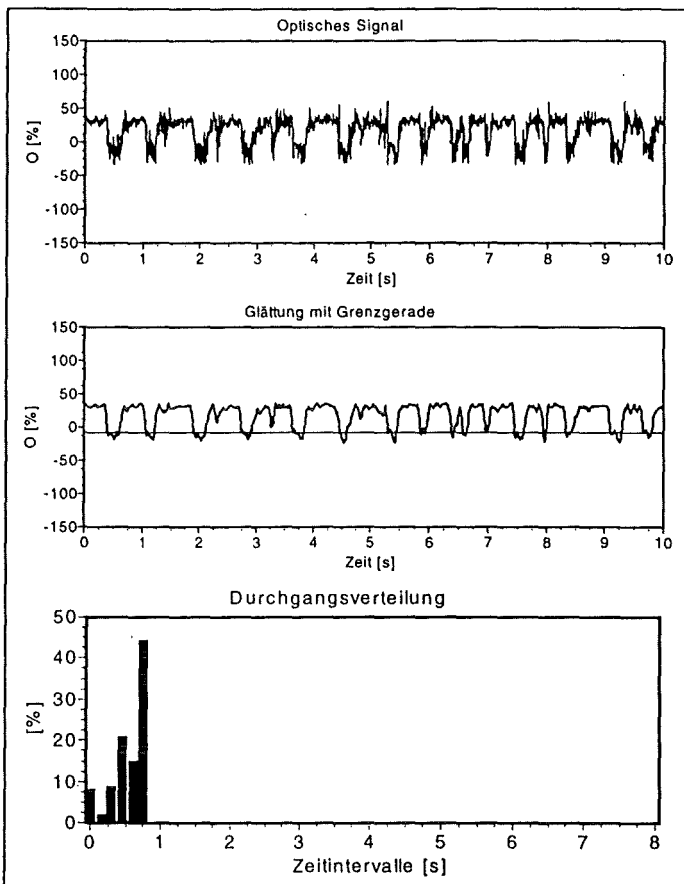 Optisches Signal
150
100
50
0
-50
-100
-150
O [%]
0 1 2 3 4 5 6 7 8 9 10
Zeit [s]
Glättung mit Grenzgerade
150
100
50
0
-50
-100
-150
O [%]
0 1 2 3 4 5 6 7 8 9 10
Zeit [s]
Durchgangsverteilung
50
40
30
20
10
0
[%]
0 1 2 3 4 5 6 7 8
Zeitintervalle [s]